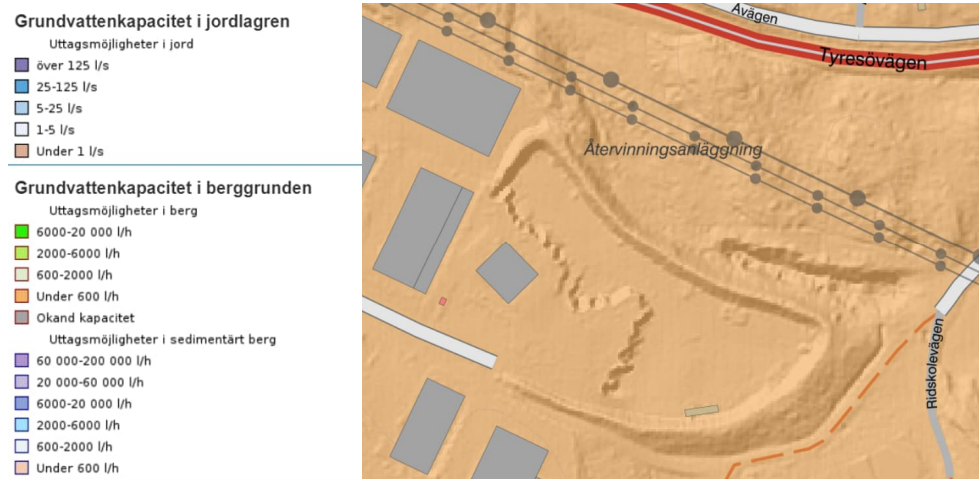 Grundvattenkapacitet i jordlagren
Uttagsmöjligheter i jord
över 125 l/s
25-125 l/s
5-25 l/s
1-5 l/s
Under 1 l/s
Grundvattenkapacitet i berggrunden
Uttagsmöjligheter i berg
6000-20 000 l/h
2000-6000 l/h
600-2000 l/h
Under 600 l/h
Okand kapacitet
Uttagsmöjligheter i sedimentärt berg
60 000-200 000 l/h
20 000-60 000 l/h
6000-20 000 l/h
2000-6000 l/h
600-2000 l/h
Under 600 l/h
Avägen
Tyresövägen
Återvinningsanläggning
Ridskolevägen